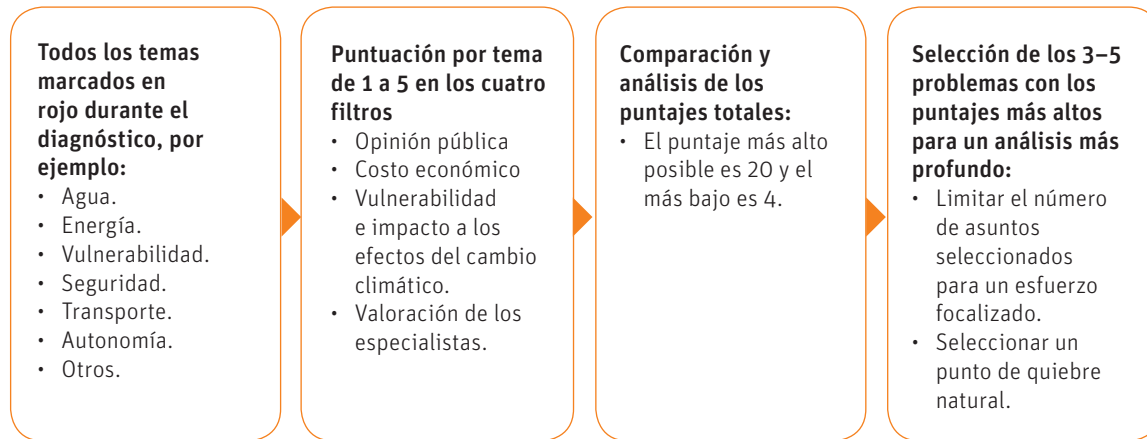 Todos los temas
marcados en
rojo durante el
diagnóstico, por
ejemplo:
• Agua.
• Energía.
• Vulnerabilidad.
• Seguridad.
• Transporte.
• Autonomía.
• Otros.
Puntuación por tema
de 1 a 5 en los cuatro
filtros
• Opinión pública
• Costo económico
• Vulnerabilidad
e impacto a los
efectos del cambio
climático.
• Valoración de los
especialistas.
Comparación y
análisis de los
puntajes totales:
• El puntaje más alto
posible es 20 y el
más bajo es 4.
Selección de los 3–5
problemas con los
puntajes más altos
para un análisis más
profundo:
• Limitar el número
de asuntos
seleccionados
para un esfuerzo
focalizado.
• Seleccionar un
punto de quiebre
natural.